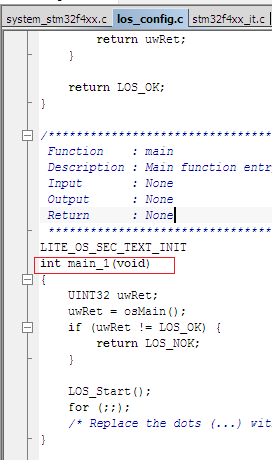 system_stm32f4xx.c los_config.c stm32f4xx_it.c
return uwRet;
}
return LOS_OK;
}
/*********************************
Function : main
Description : Main function entr
Input : None
Output : None
Return : None
*********************************
LITE_OS_SEC_TEXT_INIT
int main_1(void)
{
UINT32 uwRet;
uwRet = osMain();
if (uwRet != LOS_OK) {
return LOS_NOK;
}
LOS_Start();
for (;;);
/* Replace the dots (...) wit
}